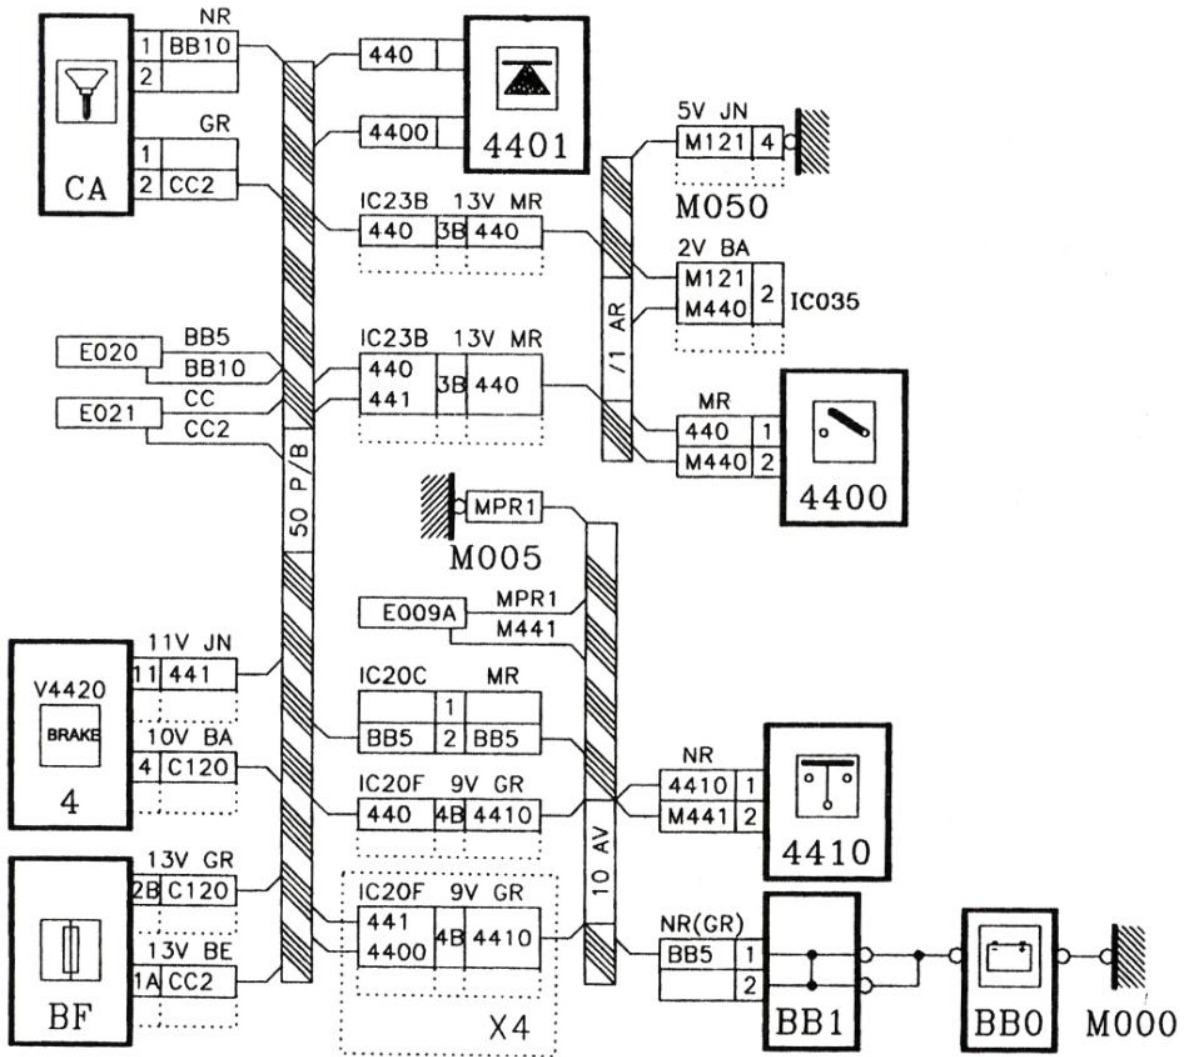 NR
1 BB10
2
GR
1
2 CC2
CA
440
4400
4401
5V JN
M121 4
M050
IC23B 13V MR
440 3B 440
2V BA
M121
M440
2 IC035
/1 AR
E020
BB5
BB10
E021
CC
CC2
IC23B 13V MR
440
441
3B 440
MR
440 1
M440 2
4400
50 P/B
MPR1
M005
E009A
MPR1
M441
11V JN
11 441
V4420
BRAKE
10V BA
4 C120
4
IC20C MR
1
BB5 2 BB5
IC20F 9V GR
440 4B 4410
NR
4410 1
M441 2
4410
10 AV
13V GR
2B C120
13V BE
1A CC2
BF
IC20F 9V GR
441
4400
4B 4410
X4
NR(GR)
BB5 1
2
BB1
BB0
M000